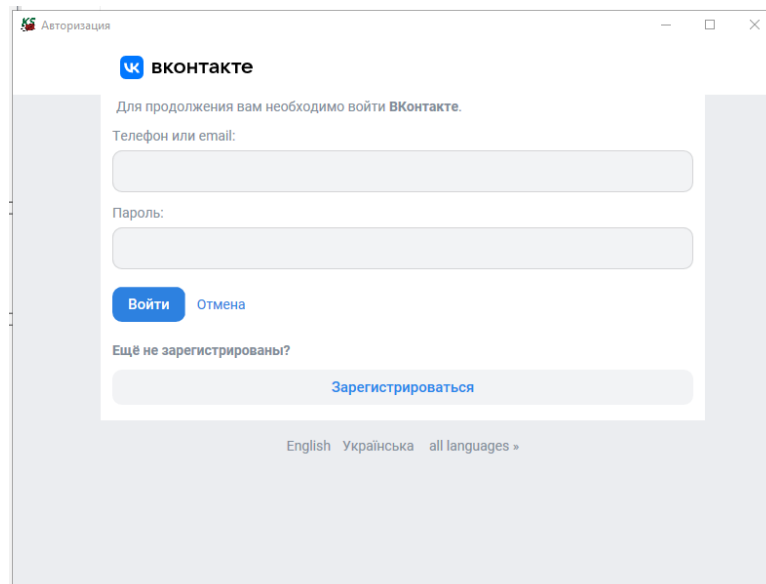 KS Авторизация
вконтакте
Для продолжения вам необходимо войти ВКонтакте.
Телефон или email:
Пароль:
Войти Отмена
Ещё не зарегистрированы?
Зарегистрироваться
English Українська all languages »